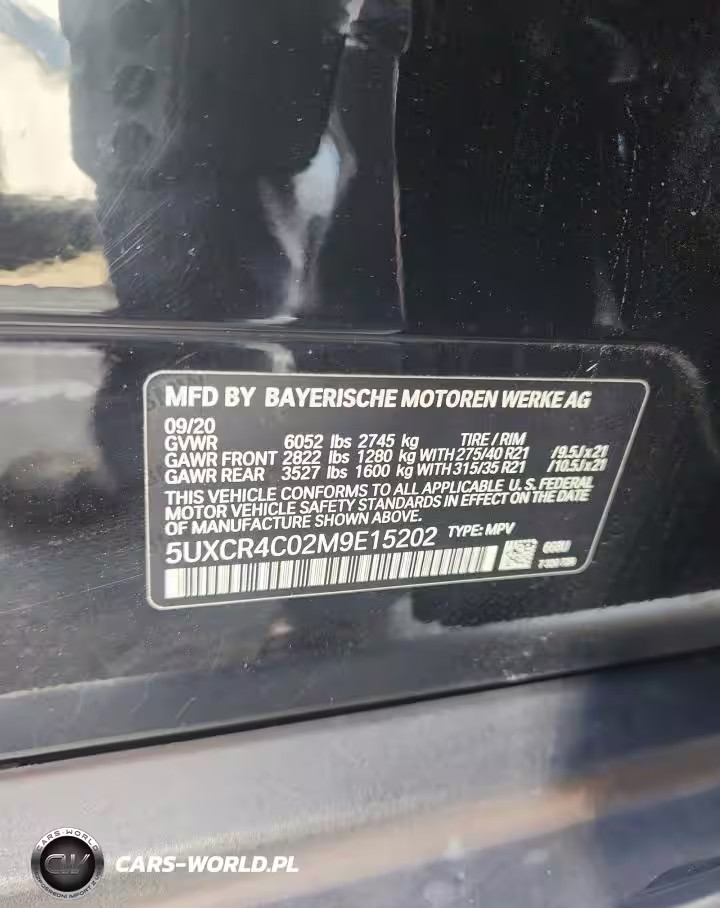 MFD BY BAYERISCHE MOTOREN WERKE AG
09/20
GVWR 6052 lbs 2745 kg TIRE / RIM
GAWR FRONT 2822 lbs 1280 kg WITH 275/40 R21 /9.5Jx21
GAWR REAR 3527 lbs 1600 kg WITH 315/35 R21 /10.5Jx21
THIS VEHICLE CONFORMS TO ALL APPLICABLE U. S. FEDERAL
MOTOR VEHICLE SAFETY STANDARDS IN EFFECT ON THE DATE
OF MANUFACTURE SHOWN ABOVE.
5UXCR4C02M9E15202 TYPE: MPV
CARS-WORLD
CW
CARS-WORLD.PL